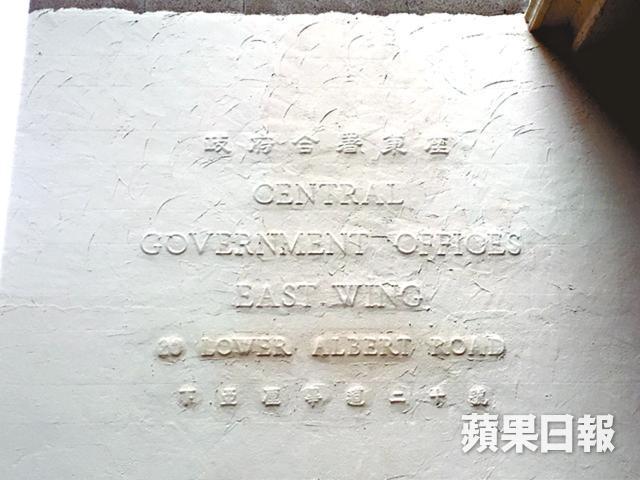 政府合署東座
CENTRAL
GOVERNMENT OFFICES
EAST WING
20 LOWER ALBERT ROAD
下亞厘畢道二十號
蘋果日報